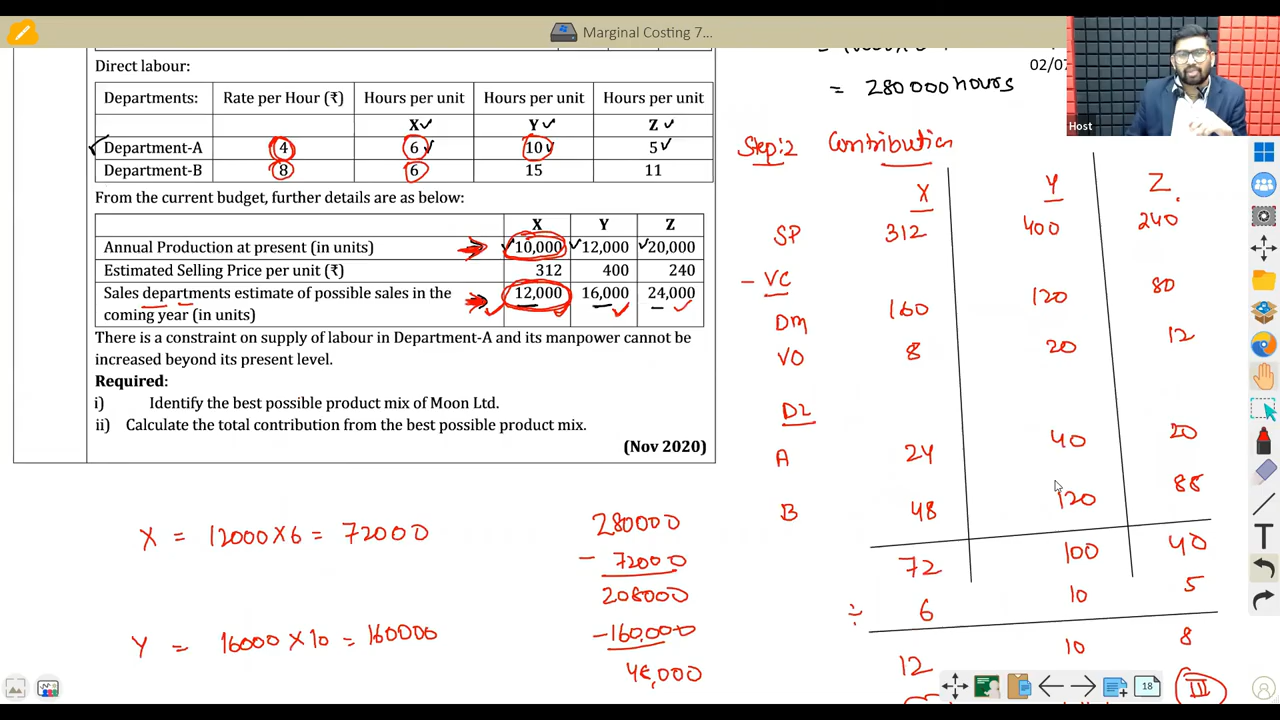 Marginal Costing 7...
Direct labour:
Departments: Rate per Hour (₹) Hours per unit Hours per unit Hours per unit
X Y Z
Department-A 4 6 10 5
Department-B 8 6 15 11
From the current budget, further details are as below:
X Y Z
Annual Production at present (in units) 10,000 12,000 20,000
Estimated Selling Price per unit (₹) 312 400 240
Sales departments estimate of possible sales in the coming year (in units) 12,000 16,000 24,000
There is a constraint on supply of labour in Department-A and its manpower cannot be
increased beyond its present level.
Required:
i) Identify the best possible product mix of Moon Ltd.
ii) Calculate the total contribution from the best possible product mix.
(Nov 2020)
X = 12000 X 6 = 72000
Y = 16000 X 10 = 160000
280000
- 72000
208000
-160,000
48,000
02/0
= 280000 hours
Step:2 Contribution
X Y Z
SP 312 400 240
- VC
DM 160 120 80
VO 8 20 12
DL
A 24 40 20
B 48 120 88
72 100 40
÷ 6 10 5
12 10 8
III
Host
18